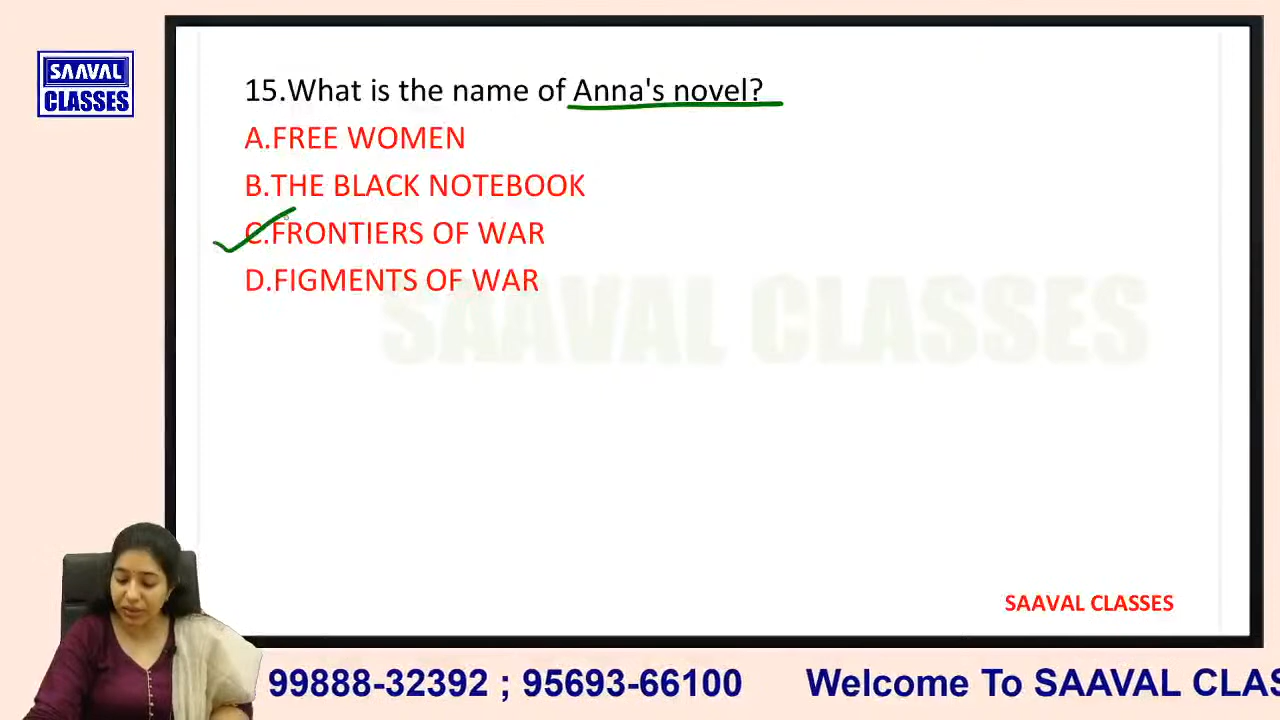 SAAVAL
CLASSES
15.What is the name of Anna's novel?
A.FREE WOMEN
B.THE BLACK NOTEBOOK
C.FRONTIERS OF WAR
D.FIGMENTS OF WAR
SAAVAL CLASSES
SAAVAL CLASSES
99888-32392 ; 95693-66100 Welcome To SAAVAL CLAS